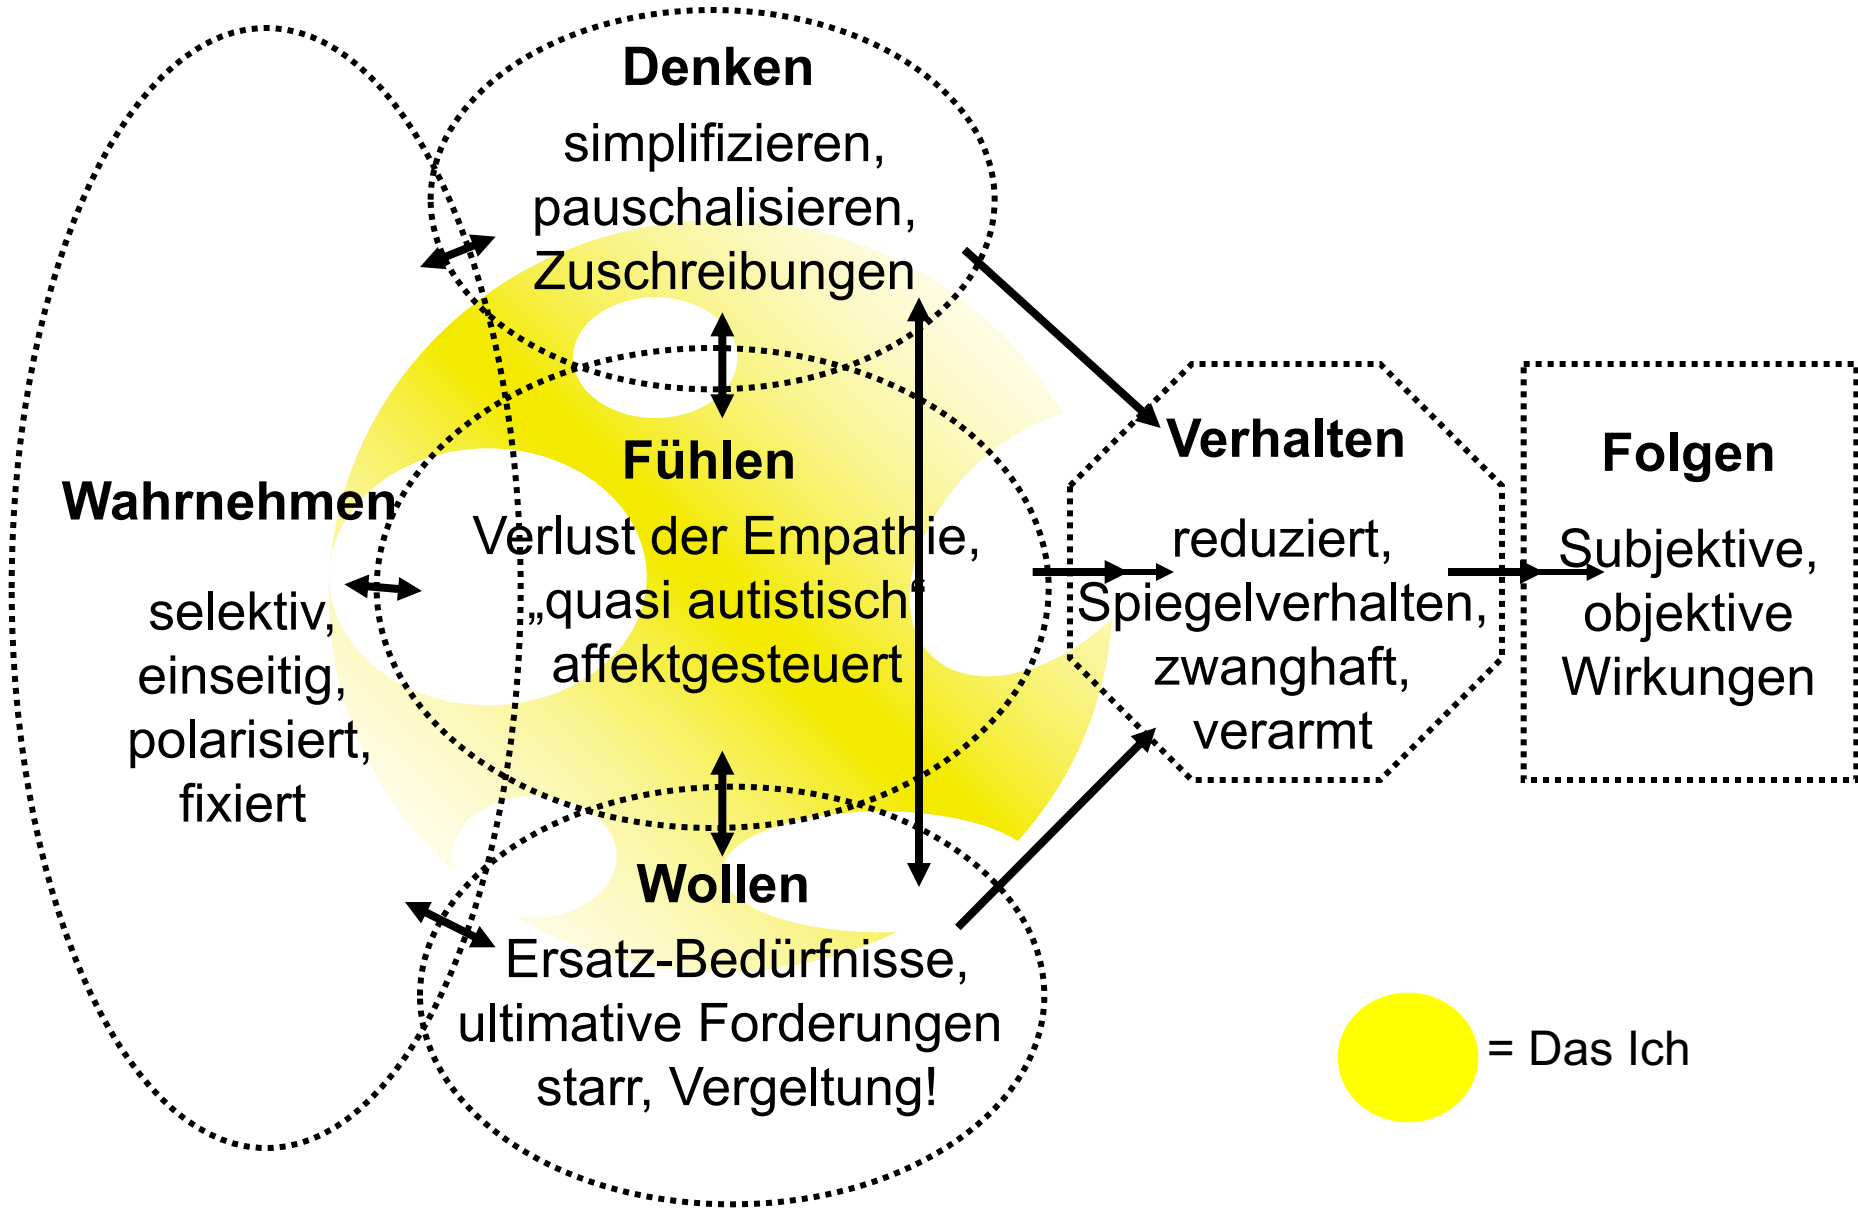 Denken
simplifizieren,
pauschalisieren,
Zuschreibungen
Fühlen
Verlust der Empathie,
„quasi autistisch“
affektgesteuert
Wahrnehmen
selektiv,
einseitig,
polarisiert,
fixiert
Wollen
Ersatz-Bedürfnisse,
ultimative Forderungen
starr, Vergeltung!
Verhalten
reduziert,
Spiegelverhalten,
zwanghaft,
verarmt
Folgen
Subjektive,
objektive
Wirkungen
= Das Ich